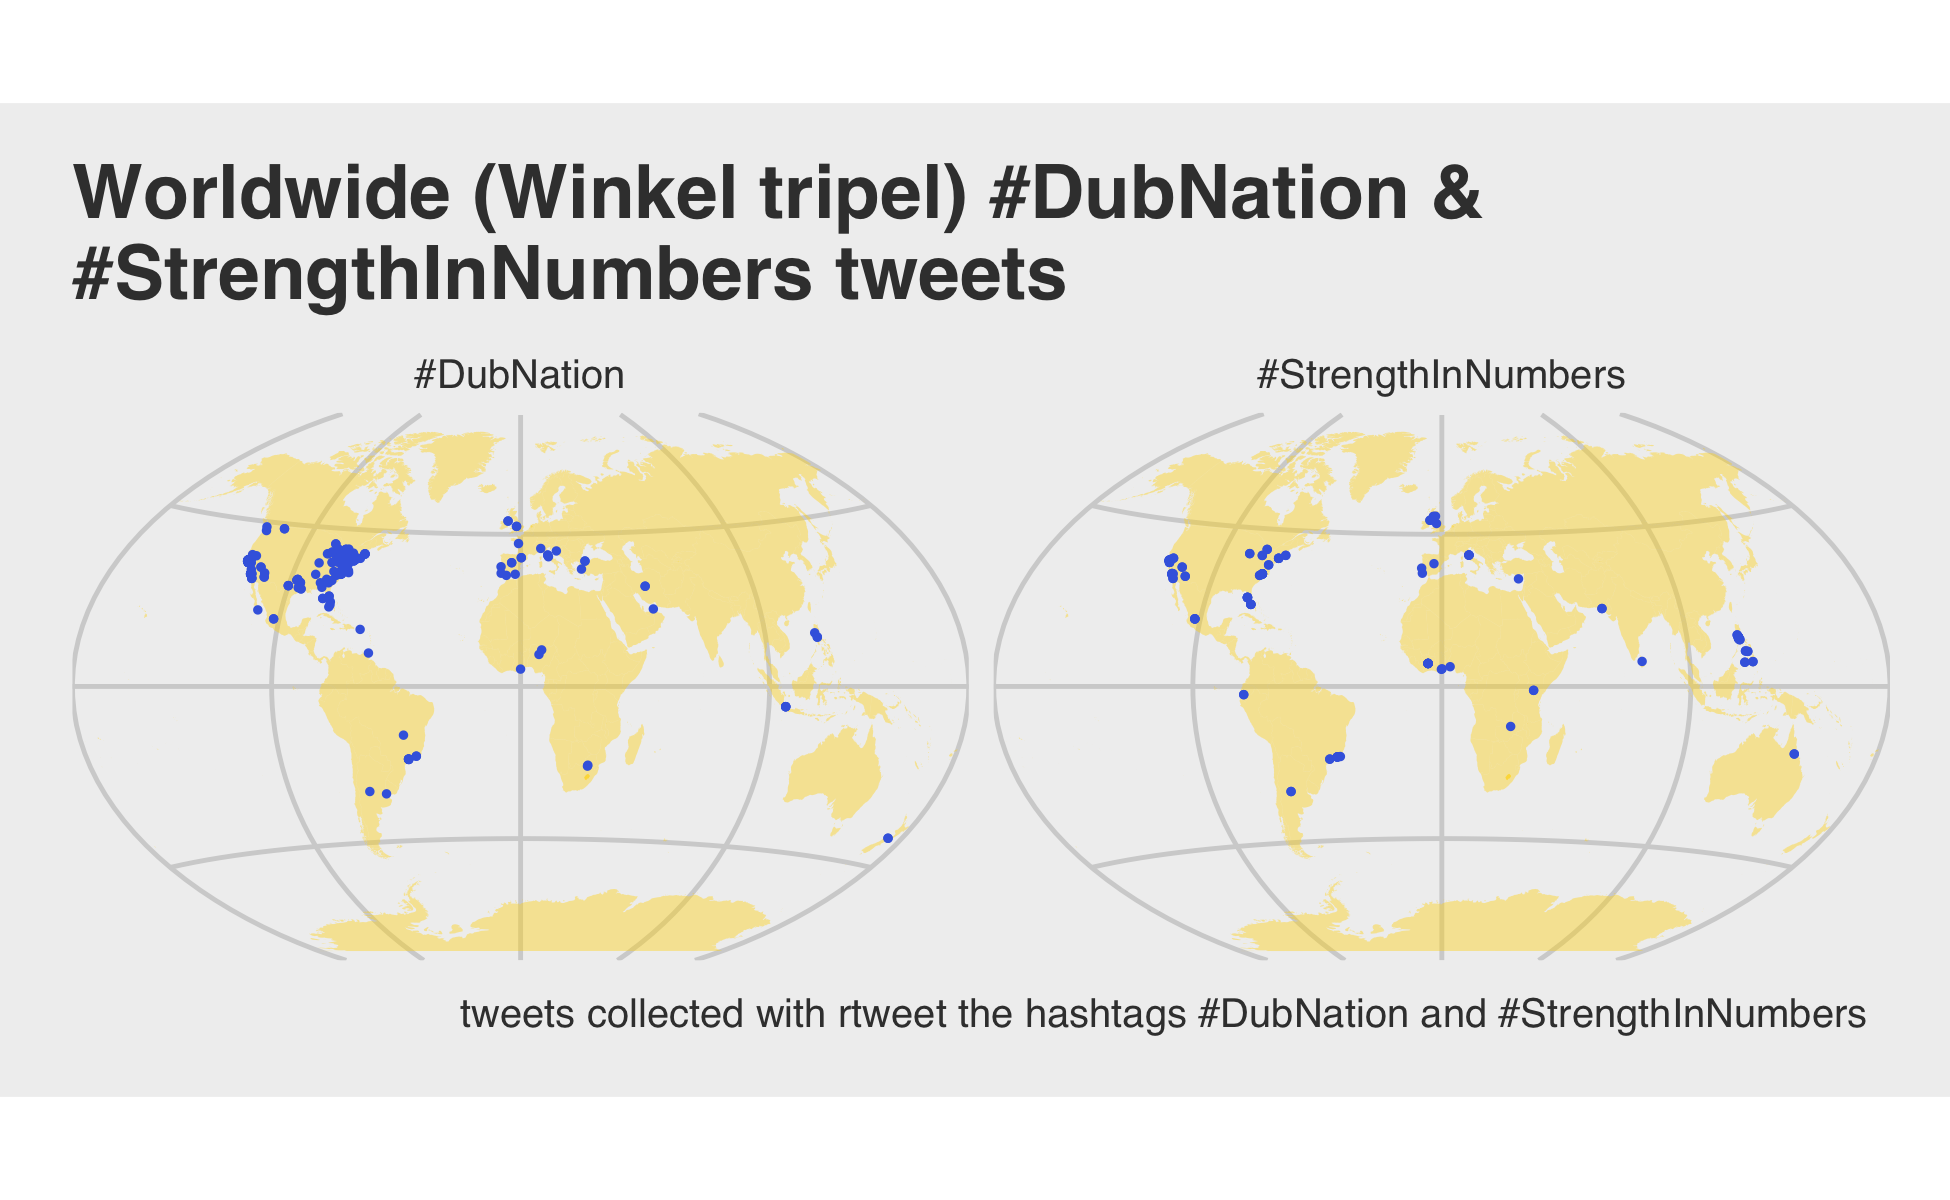 Worldwide (Winkel tripel) #DubNation &
#StrengthInNumbers tweets
#DubNation
#StrengthInNumbers
tweets collected with rtweet the hashtags #DubNation and #StrengthInNumbers